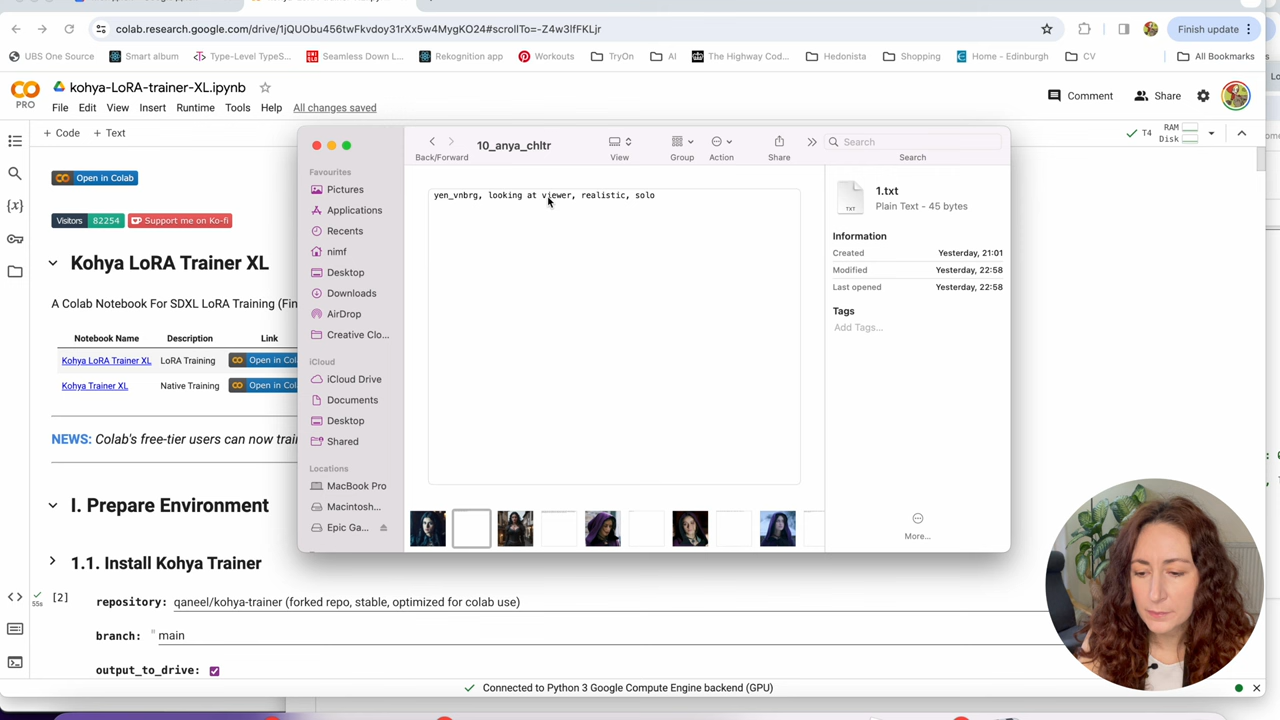 colab.research.google.com/drive/1jQUObu456twFkvdoy31rXx5w4MygKO24#scrollTo=-Z4w3lfFKLjr
Finish update
UBS One Source
Smart album
Type-Level TypeS...
Seamless Down L...
Rekognition app
Workouts
TryOn
AI
The Highway Cod...
Hedonista
Shopping
Home – Edinburgh
CV
All Bookmarks
kohya-LoRA-trainer-XL.ipynb
PRO
File Edit View Insert Runtime Tools Help All changes saved
Comment
Share
+ Code + Text
T4
RAM
Disk
Open in Colab
Visitors 82254
Support me on Ko-fi
Kohya LoRA Trainer XL
A Colab Notebook For SDXL LoRA Training (Fin
Notebook Name Description Link
Kohya LoRA Trainer XL LoRA Training Open in Col
Kohya Trainer XL Native Training Open in Col
NEWS: Colab's free-tier users can now train
I. Prepare Environment
1.1. Install Kohya Trainer
[2]
55s
repository: qaneel/kohya-trainer (forked repo, stable, optimized for colab use)
branch: " main
output_to_drive:
Connected to Python 3 Google Compute Engine backend (GPU)
Favourites
Pictures
Applications
Recents
nimf
Desktop
Downloads
AirDrop
Creative Clo...
iCloud
iCloud Drive
Documents
Desktop
Shared
Locations
MacBook Pro
Macintosh...
Epic Ga...
Back/Forward
10_anya_chltr
View
Group
Action
Share
Search
Search
yen_vnbrg, looking at viewer, realistic, solo
TXT
1.txt
Plain Text – 45 bytes
Information
Created Yesterday, 21:01
Modified Yesterday, 22:58
Last opened Yesterday, 22:58
Tags
Add Tags...
More...